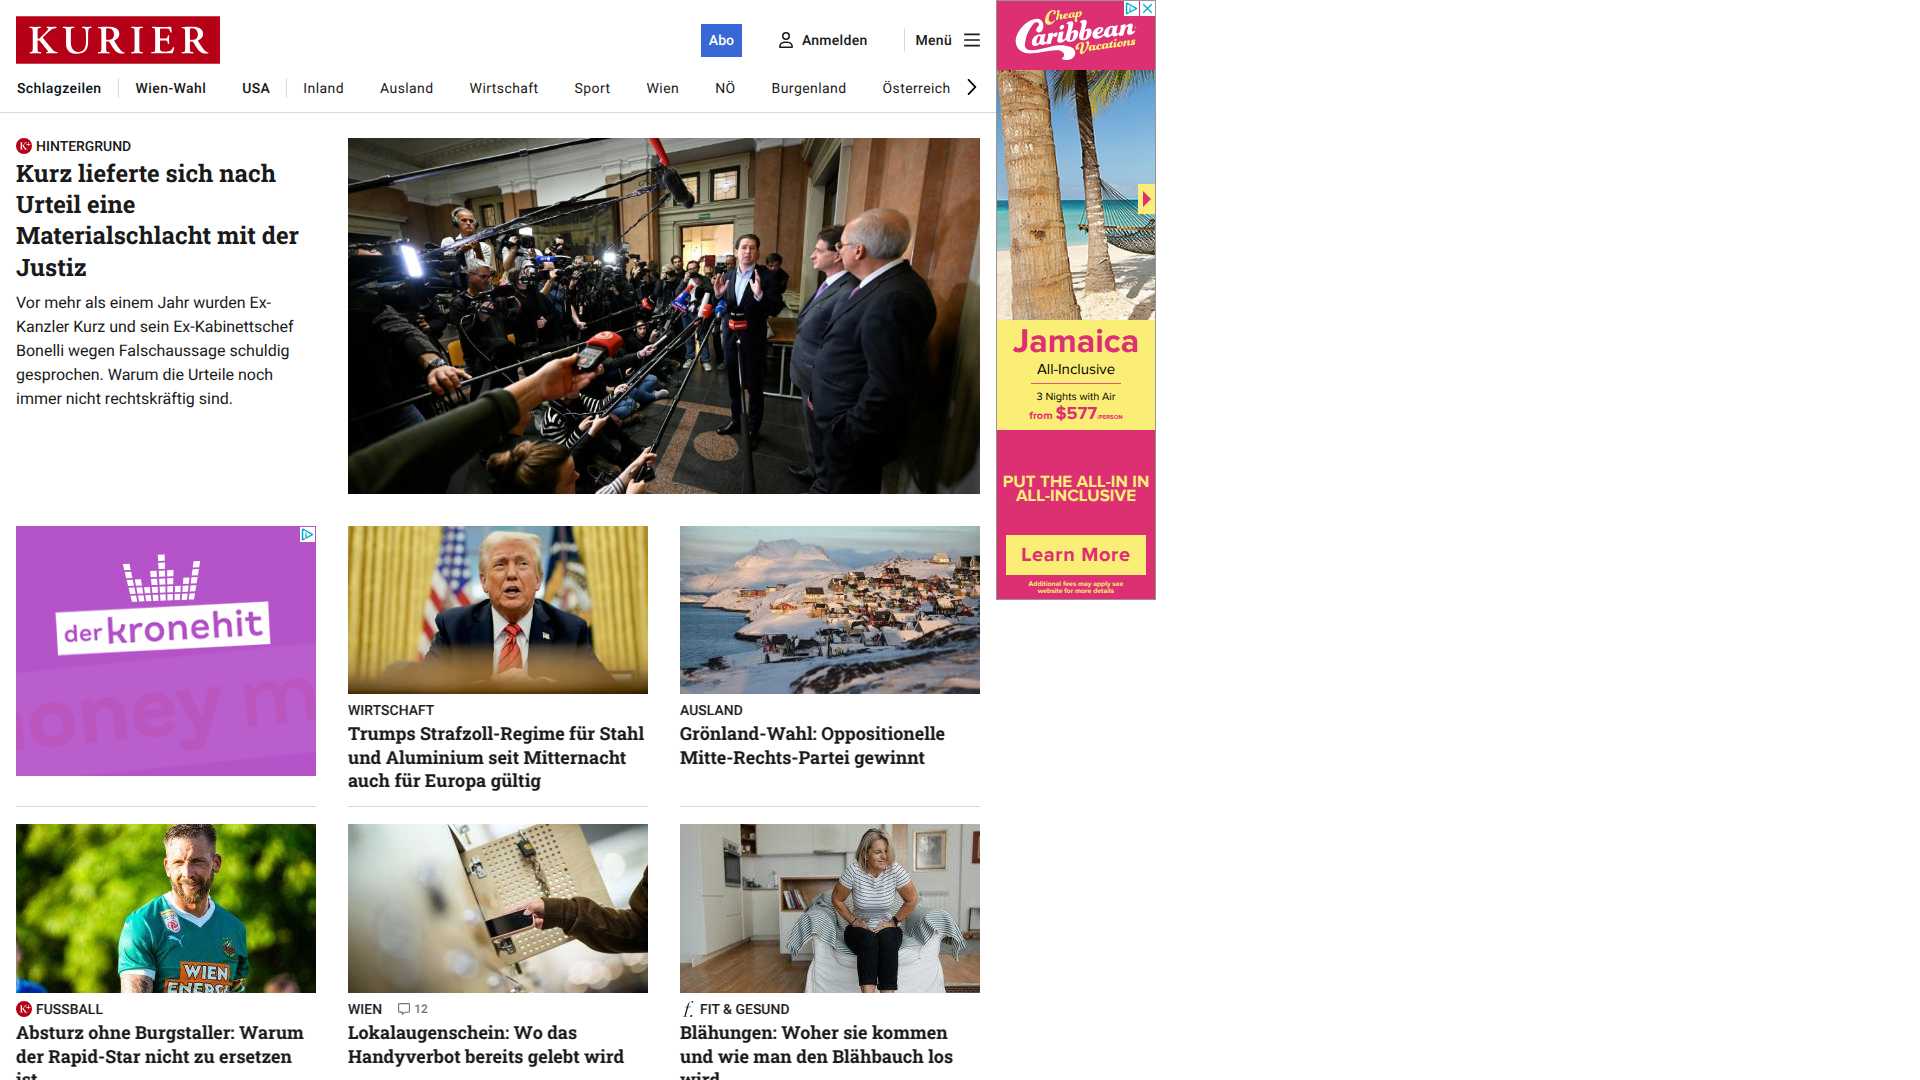 KURIER
Abo
Anmelden
Menü
Schlagzeilen
Wien-Wahl
USA
Inland
Ausland
Wirtschaft
Sport
Wien
NÖ
Burgenland
Österreich
HINTERGRUND
Kurz lieferte sich nach
Urteil eine
Materialschlacht mit der
Justiz
Vor mehr als einem Jahr wurden Ex-
Kanzler Kurz und sein Ex-Kabinettschef
Bonelli wegen Falschaussage schuldig
gesprochen. Warum die Urteile noch
immer nicht rechtskräftig sind.
Cheap
Caribbean
Vacations
Jamaica
All-Inclusive
3 Nights with Air
from $577 /PERSON
PUT THE ALL-IN IN
ALL-INCLUSIVE
Learn More
Additional fees may apply see
website for more details
der kronehit
oney m
WIRTSCHAFT
Trumps Strafzoll-Regime für Stahl
und Aluminium seit Mitternacht
auch für Europa gültig
AUSLAND
Grönland-Wahl: Oppositionelle
Mitte-Rechts-Partei gewinnt
WIEN
ENERGIE
FUSSBALL
Absturz ohne Burgstaller: Warum
der Rapid-Star nicht zu ersetzen
ist
WIEN 12
Lokalaugenschein: Wo das
Handyverbot bereits gelebt wird
f. FIT & GESUND
Blähungen: Woher sie kommen
und wie man den Blähbauch los
wird